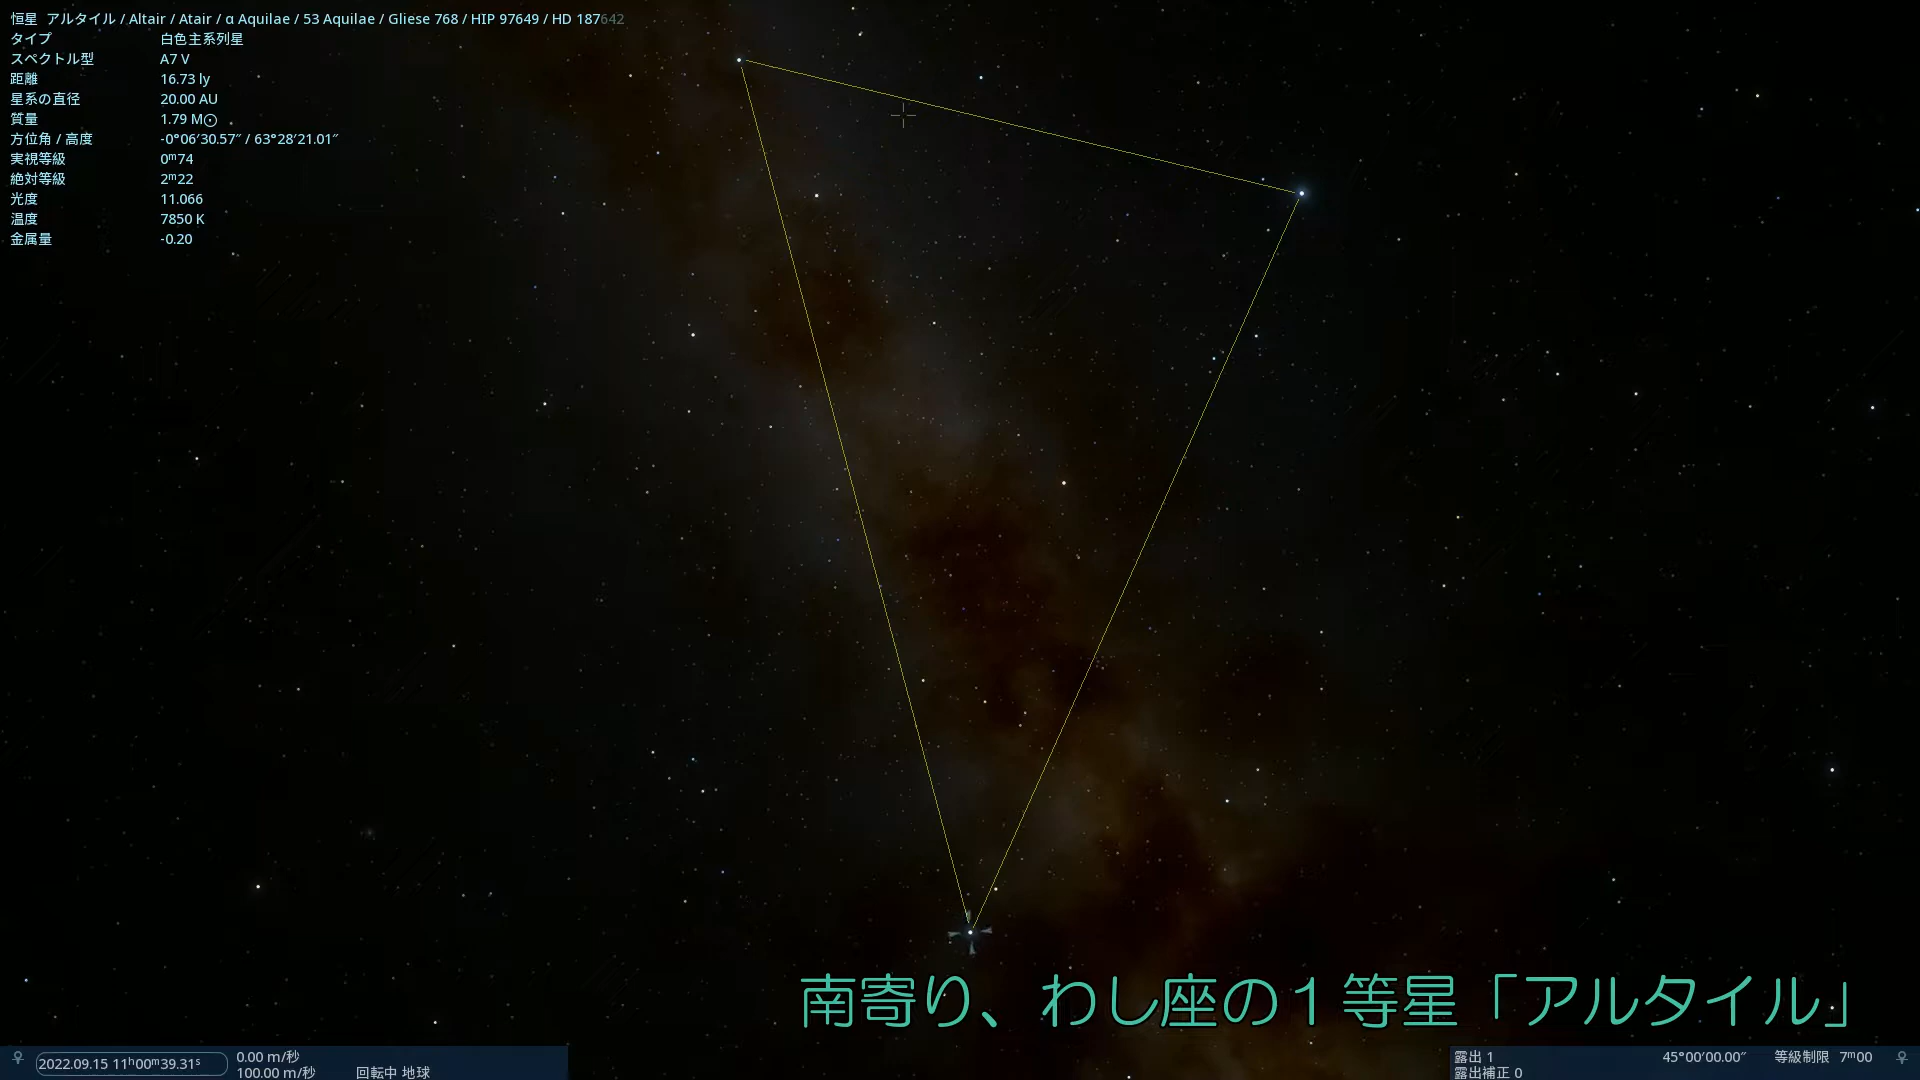 恒星 アルタイル / Altair / Atair / α Aquilae / 53 Aquilae / Gliese 768 / HIP 97649 / HD 187642
タイプ 白色主系列星
スペクトル型 A7 V
距離 16.73 ly
星系の直径 20.00 AU
質量 1.79 M⊙
方位角 / 高度 -0°06′30.57″ / 63°28′21.01″
実視等級 0ᵐ74
絶対等級 2ᵐ22
光度 11.066
温度 7850 K
金属量 -0.20
南寄り、わし座の１等星「アルタイル」
2022.09.15 11ʰ00ᵐ39.31ˢ
0.00 m/秒
100.00 m/秒 回転中 地球
露出 1 45°00′00.00″ 等級制限 7ᵐ00
露出補正 0